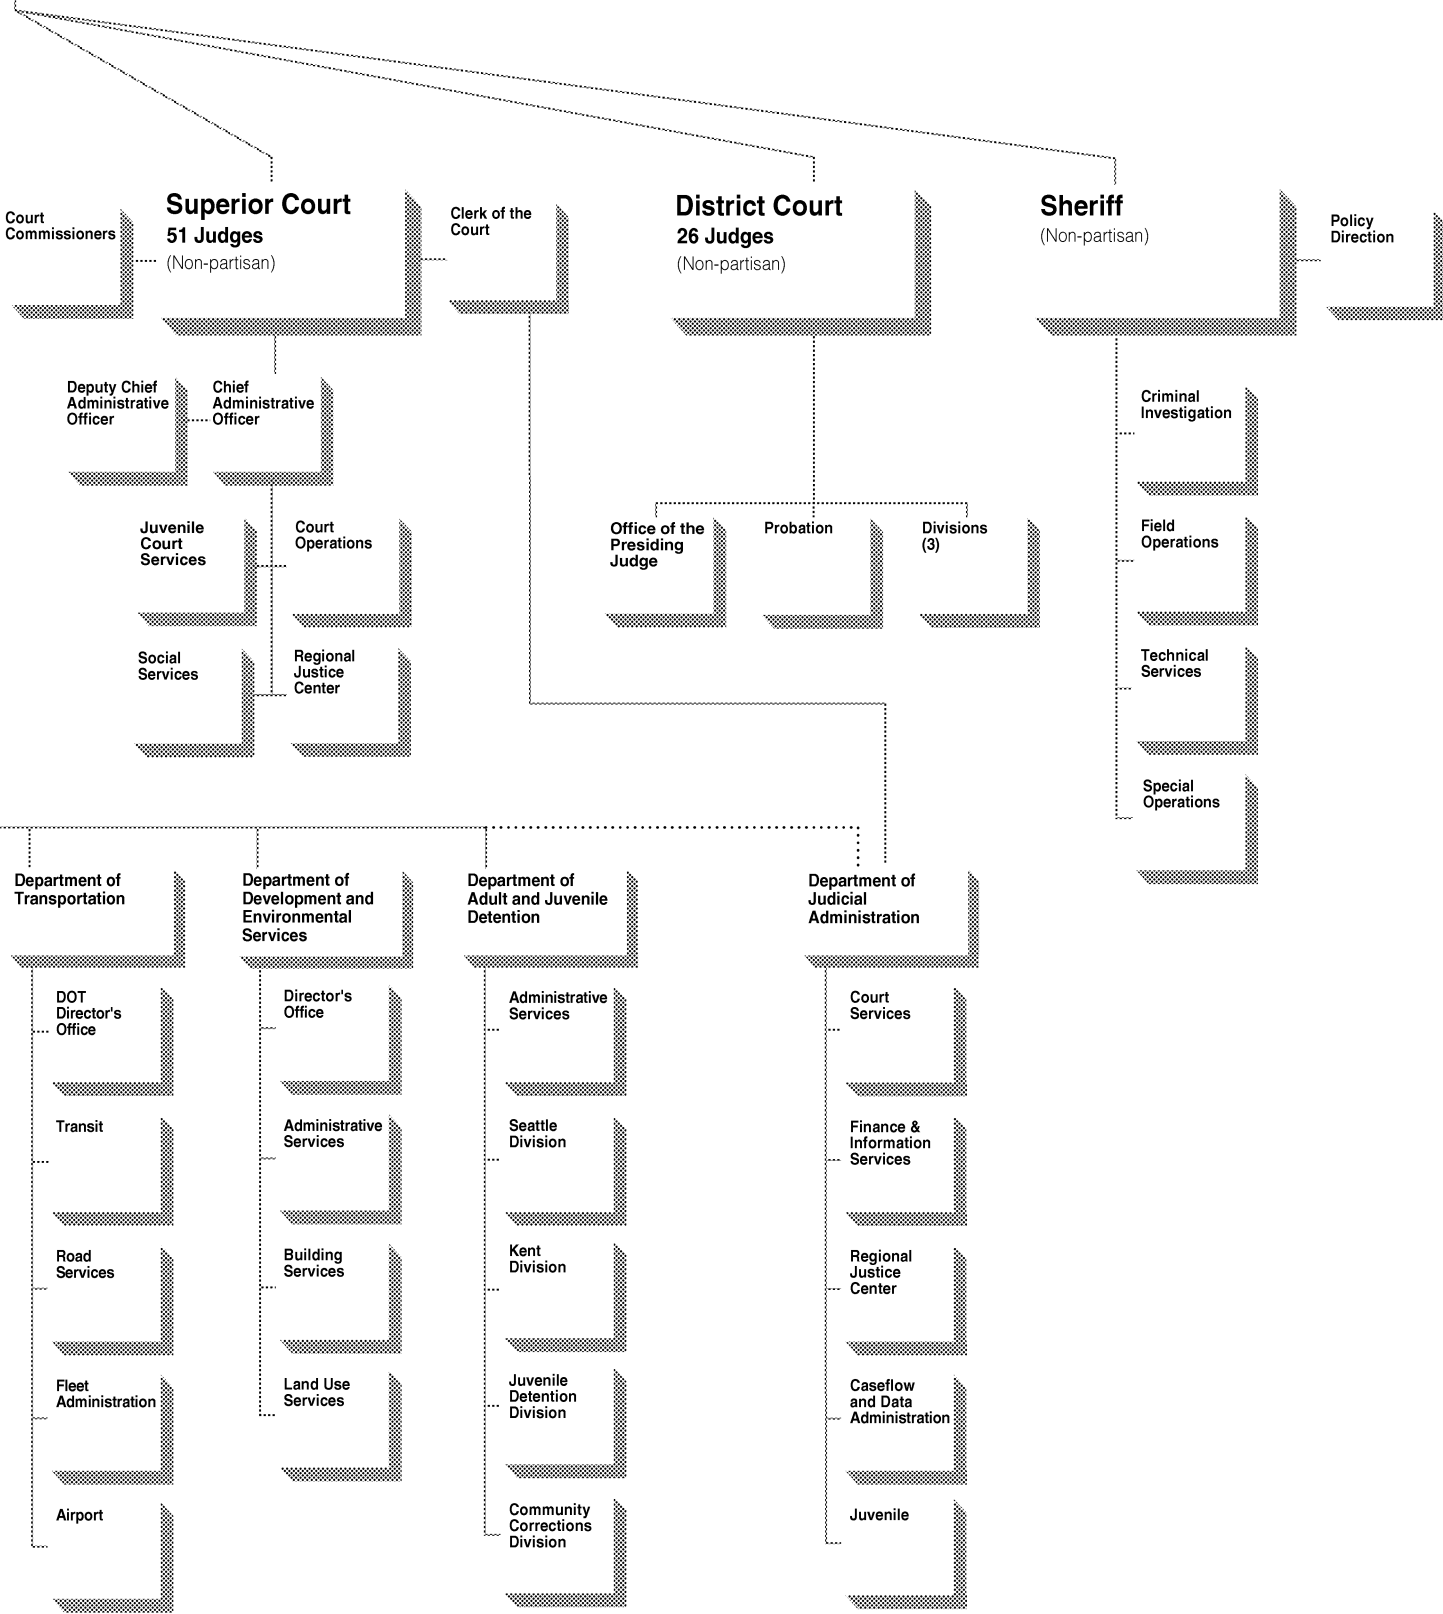 Court
Commissioners
Superior Court
51 Judges
(Non-partisan)
Clerk of the
Court
District Court
26 Judges
(Non-partisan)
Sheriff
(Non-partisan)
Policy
Direction
Deputy Chief
Administrative
Officer
Chief
Administrative
Officer
Juvenile
Court
Services
Court
Operations
Social
Services
Regional
Justice
Center
Office of the
Presiding
Judge
Probation
Divisions
(3)
Criminal
Investigation
Field
Operations
Technical
Services
Special
Operations
Department of
Transportation
DOT
Director's
Office
Transit
Road
Services
Fleet
Administration
Airport
Department of
Development and
Environmental
Services
Director's
Office
Administrative
Services
Building
Services
Land Use
Services
Department of
Adult and Juvenile
Detention
Administrative
Services
Seattle
Division
Kent
Division
Juvenile
Detention
Division
Community
Corrections
Division
Department of
Judicial
Administration
Court
Services
Finance &
Information
Services
Regional
Justice
Center
Caseflow
and Data
Administration
Juvenile